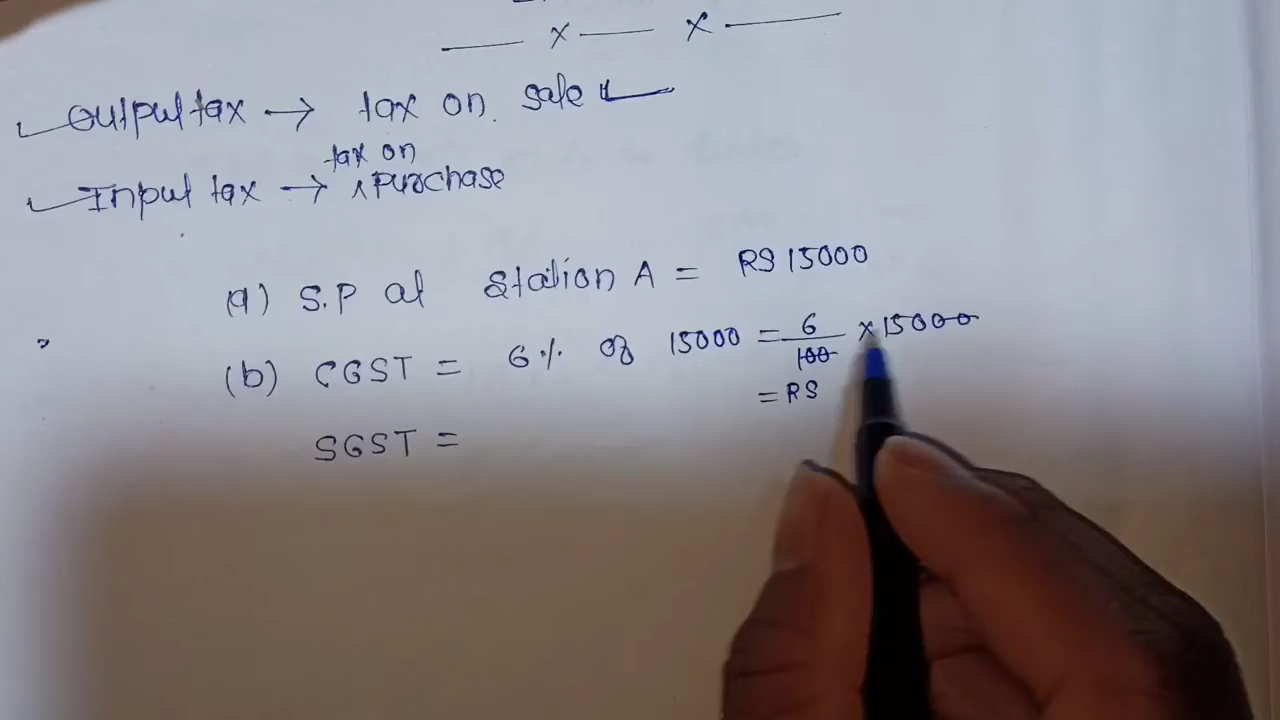 — x — x —
Output tax → tax on sale
tax on
Input tax → ∧ purchase
(a) S.P at Station A = RS 15000
(b) CGST = 6% of 15000 = 6/100 × 15000
= RS
SGST =